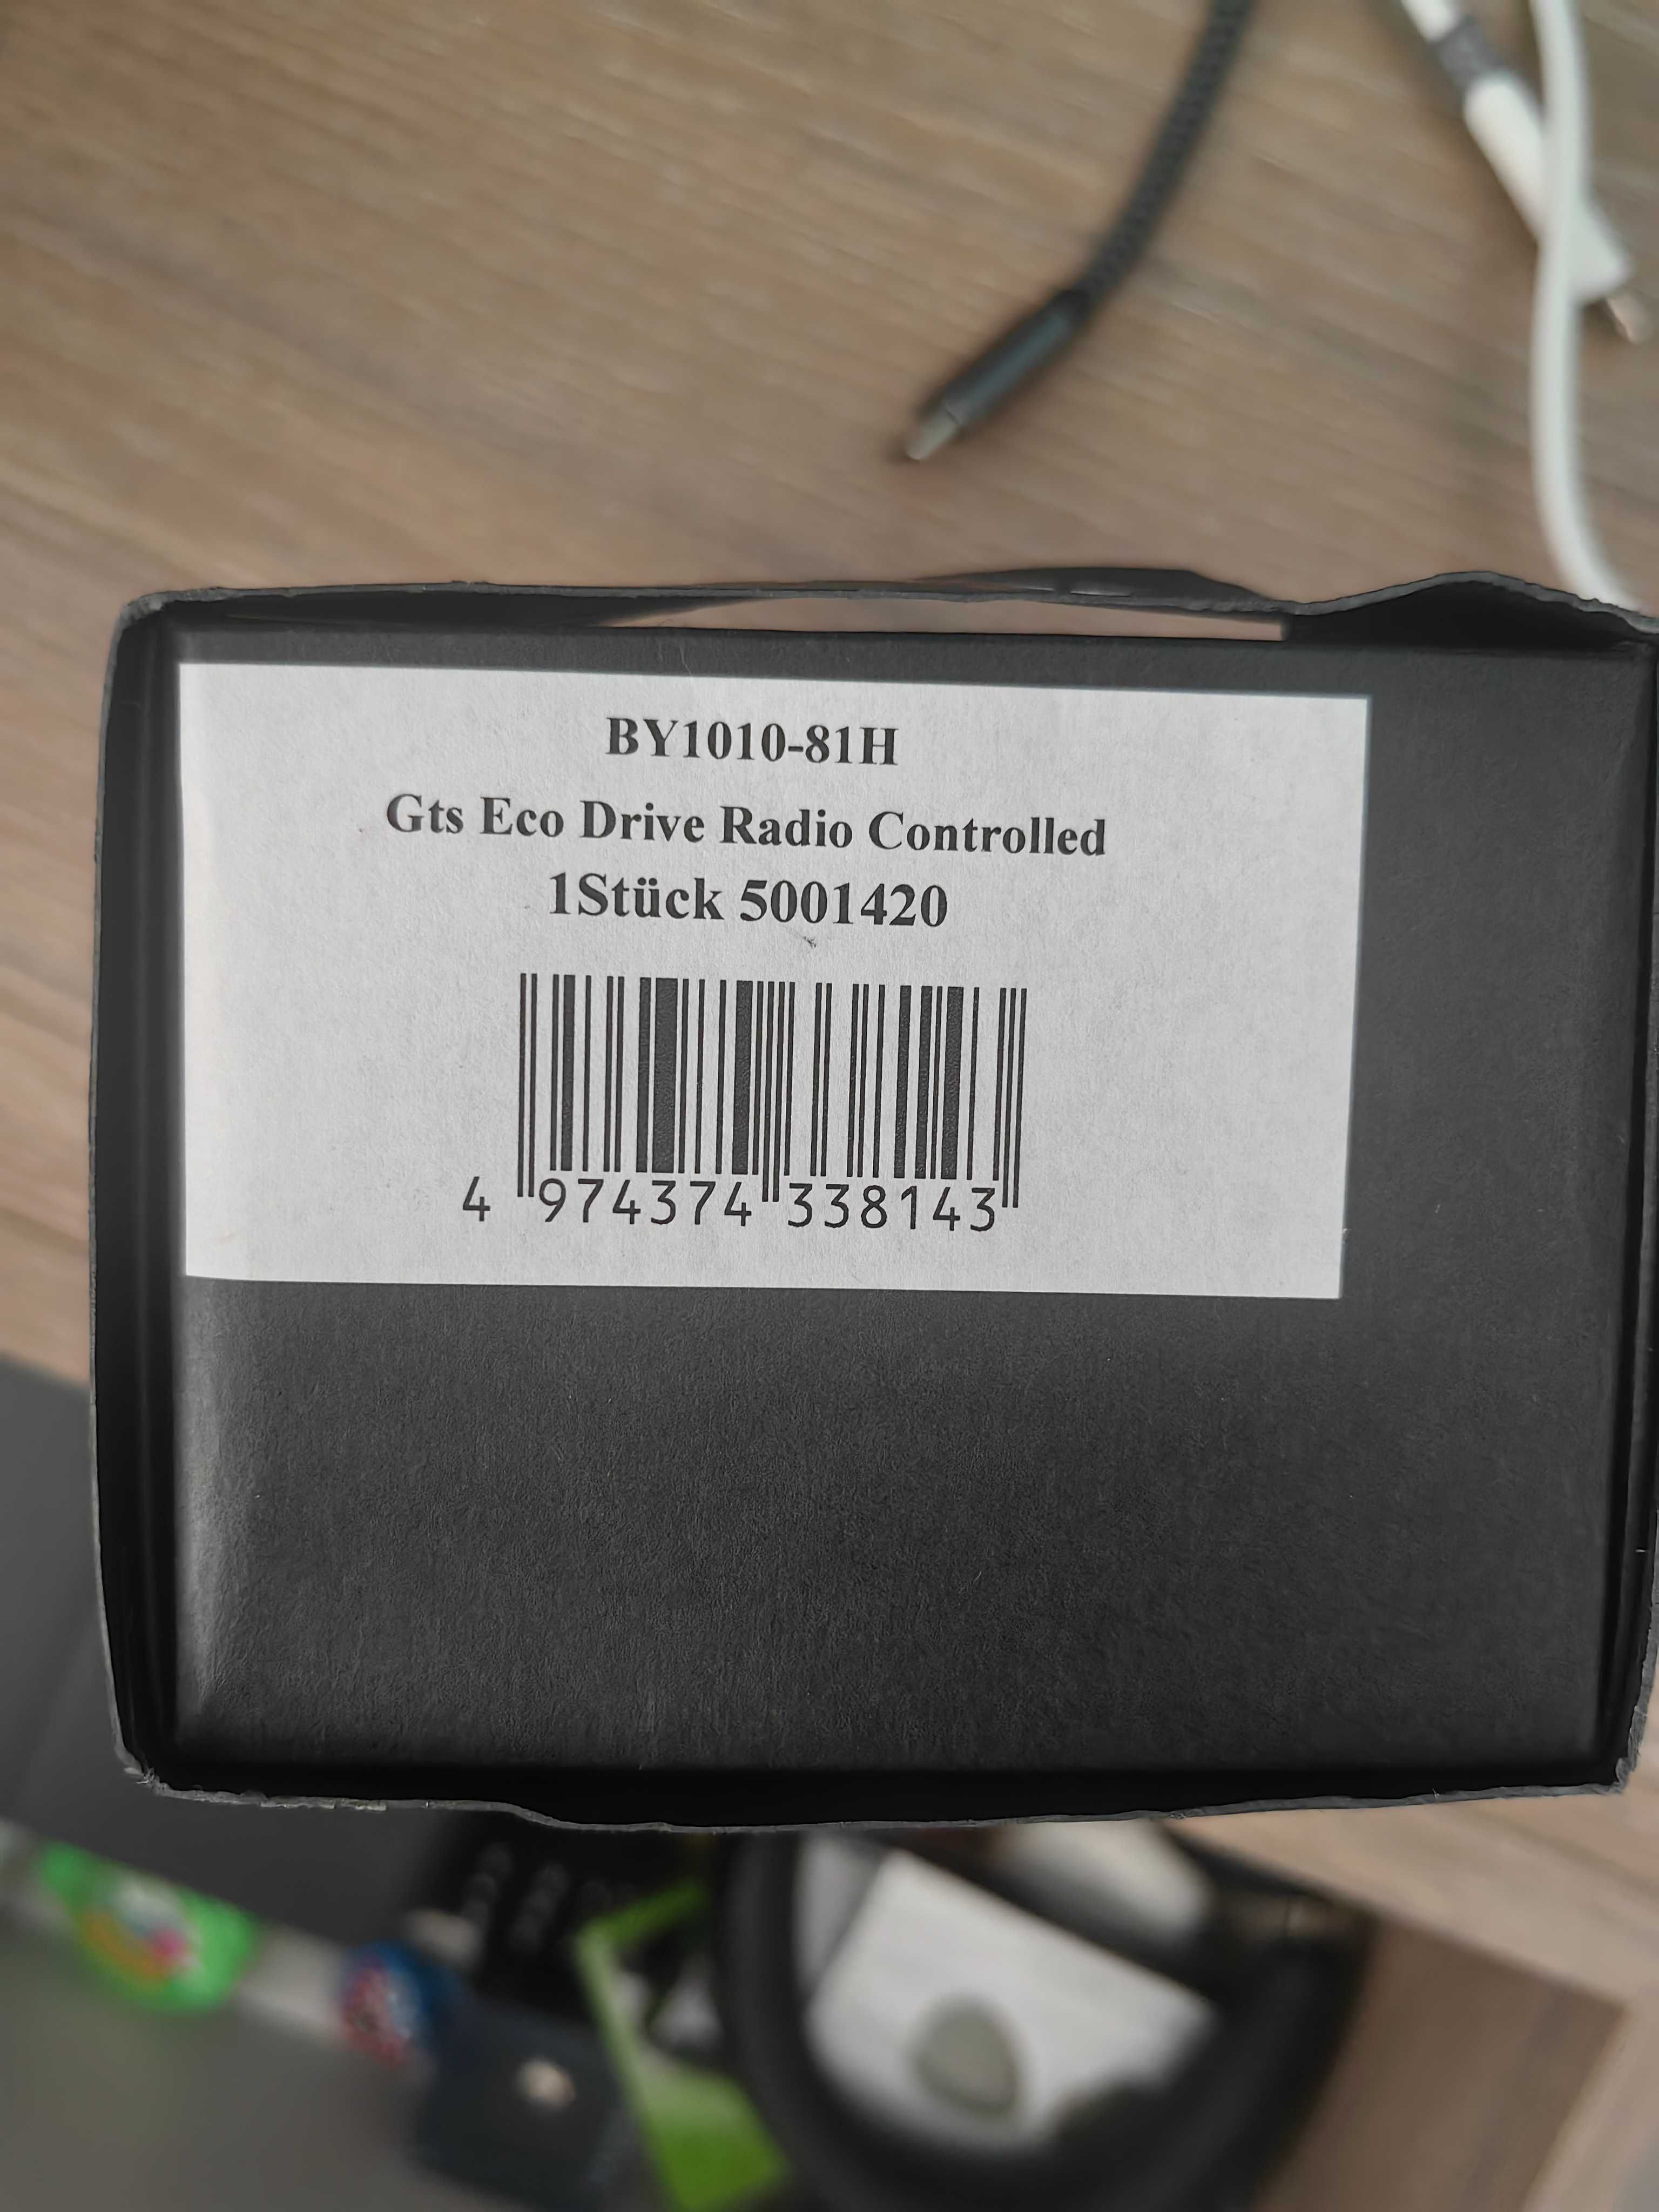 BY1010-81H
Gts Eco Drive Radio Controlled
1Stück 5001420
4 974374 338143